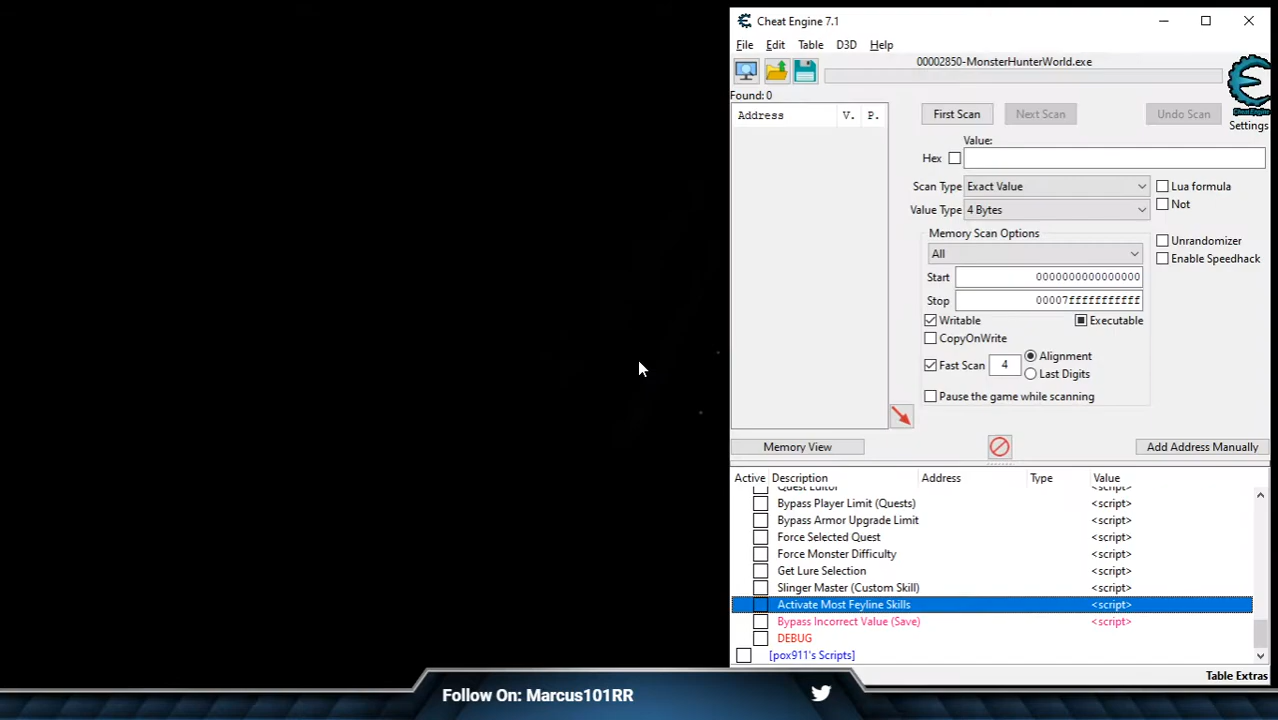 Cheat Engine 7.1
File Edit Table D3D Help
00002850-MonsterHunterWorld.exe
Found: 0
Address V. P.
First Scan Next Scan Undo Scan
Cheat Engine
Settings
Value:
Hex
Scan Type Exact Value Lua formula
Not
Value Type 4 Bytes
Memory Scan Options
Unrandomizer
All
Enable Speedhack
Start 0000000000000000
Stop 00007fffffffffff
Writable Executable
CopyOnWrite
Fast Scan 4 Alignment
Last Digits
Pause the game while scanning
Memory View Add Address Manually
Active Description Address Type Value
Quest Editor <script>
Bypass Player Limit (Quests) <script>
Bypass Armor Upgrade Limit <script>
Force Selected Quest <script>
Force Monster Difficulty <script>
Get Lure Selection <script>
Slinger Master (Custom Skill) <script>
Activate Most Feyline Skills <script>
Bypass Incorrect Value (Save) <script>
DEBUG
[pox911's Scripts]
Table Extras
Follow On: Marcus101RR